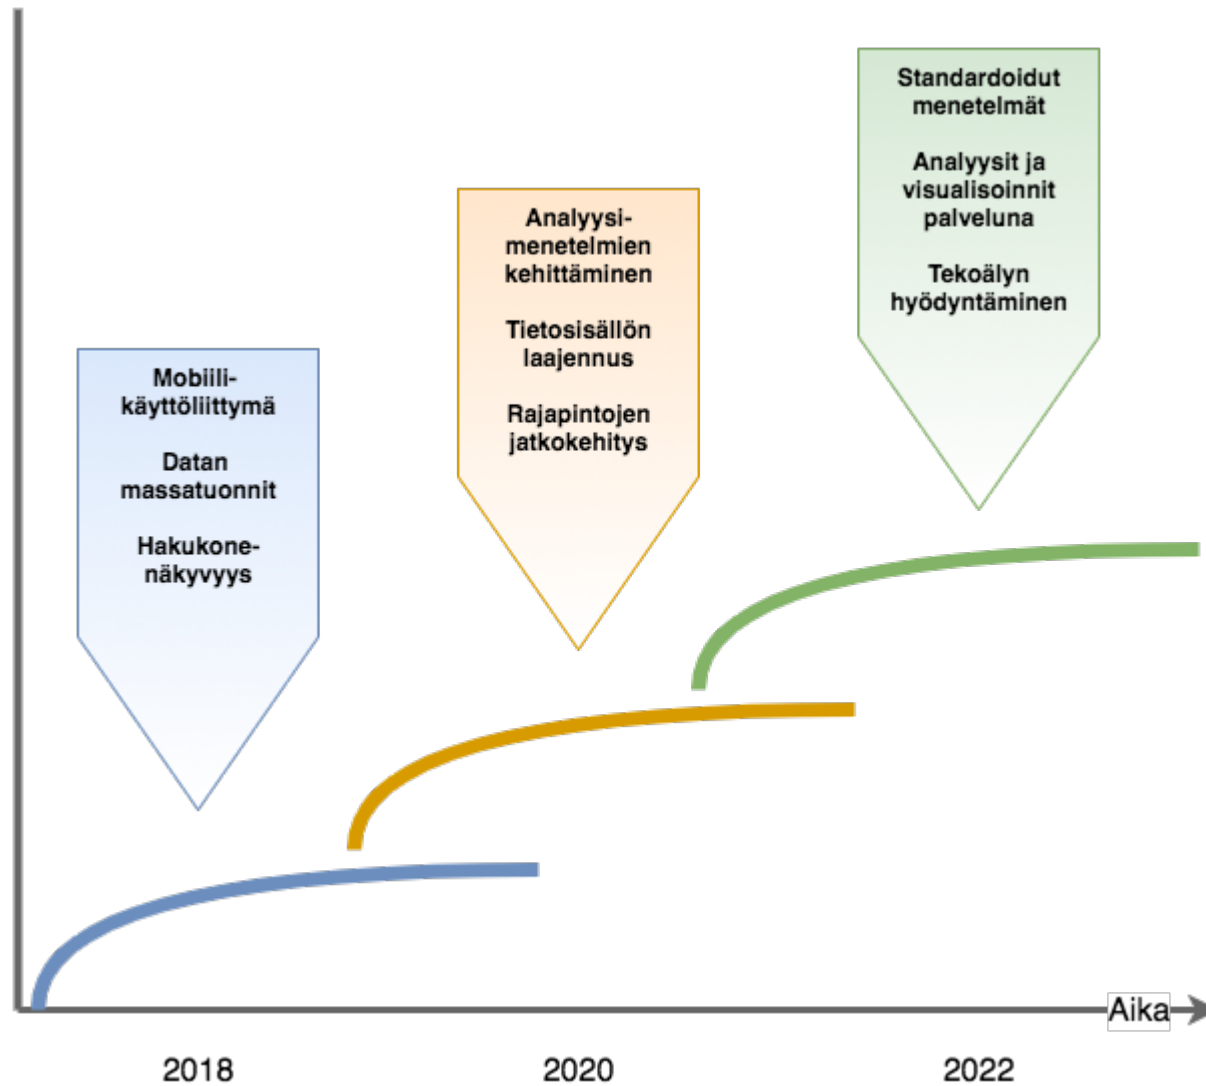 Mobiili-
käyttöliittymä
Datan
massatuonnit
Hakukone-
näkyvyys
Analyysi-
menetelmien
kehittäminen
Tietosisällön
laajennus
Rajapintojen
jatkokehitys
Standardoidut
menetelmät
Analyysit ja
visualisoinnit
palveluna
Tekoälyn
hyödyntäminen
Aika
2018
2020
2022